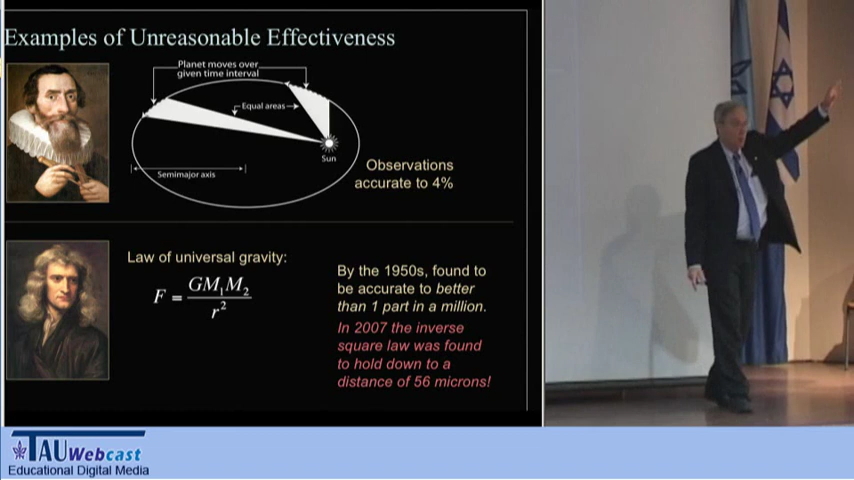 Examples of Unreasonable Effectiveness
Planet moves over
given time interval
Equal areas
Sun
Semimajor axis
Observations
accurate to 4%
Law of universal gravity:
F = GM₁M₂
r²
By the 1950s, found to
be accurate to better
than 1 part in a million.
In 2007 the inverse
square law was found
to hold down to a
distance of 56 microns!
TAU Webcast
Educational Digital Media